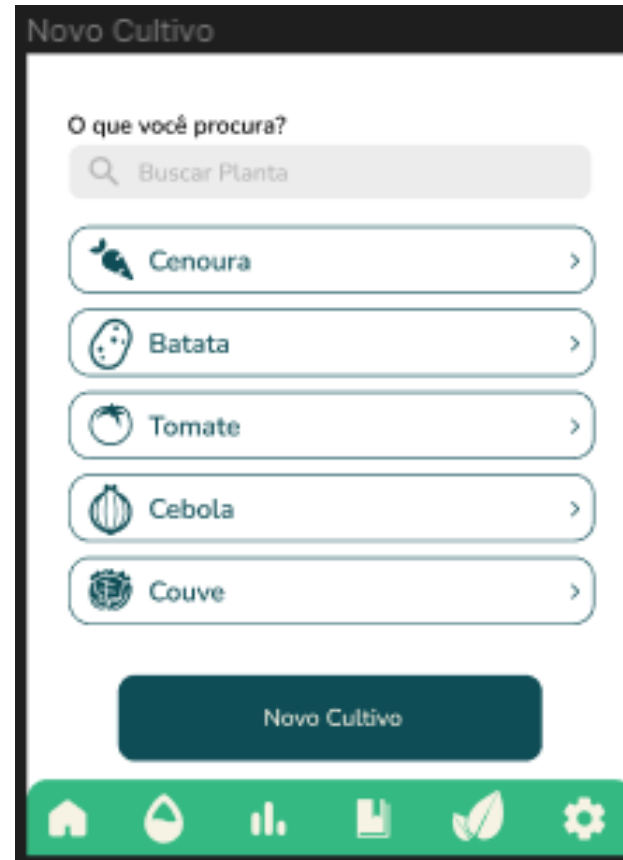 Novo Cultivo
O que você procura?
Buscar Planta
Cenoura
Batata
Tomate
Cebola
Couve
Novo Cultivo